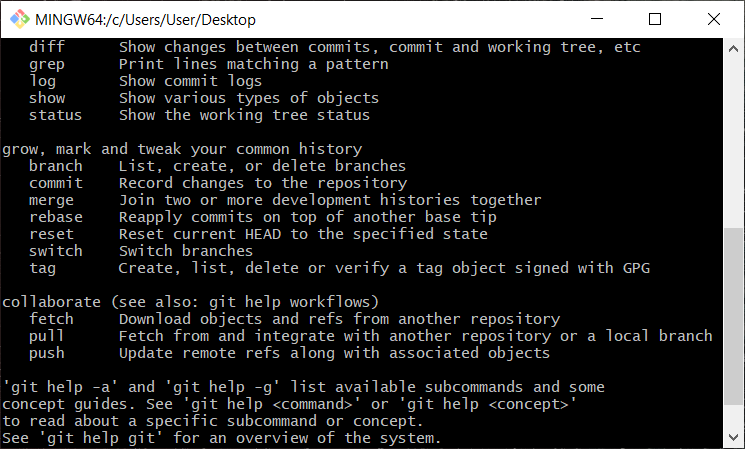 MINGW64:/c/Users/User/Desktop
diff Show changes between commits, commit and working tree, etc
grep Print lines matching a pattern
log Show commit logs
show Show various types of objects
status Show the working tree status
grow, mark and tweak your common history
branch List, create, or delete branches
commit Record changes to the repository
merge Join two or more development histories together
rebase Reapply commits on top of another base tip
reset Reset current HEAD to the specified state
switch Switch branches
tag Create, list, delete or verify a tag object signed with GPG
collaborate (see also: git help workflows)
fetch Download objects and refs from another repository
pull Fetch from and integrate with another repository or a local branch
push Update remote refs along with associated objects
'git help -a' and 'git help -g' list available subcommands and some
concept guides. See 'git help <command>' or 'git help <concept>'
to read about a specific subcommand or concept.
See 'git help git' for an overview of the system.